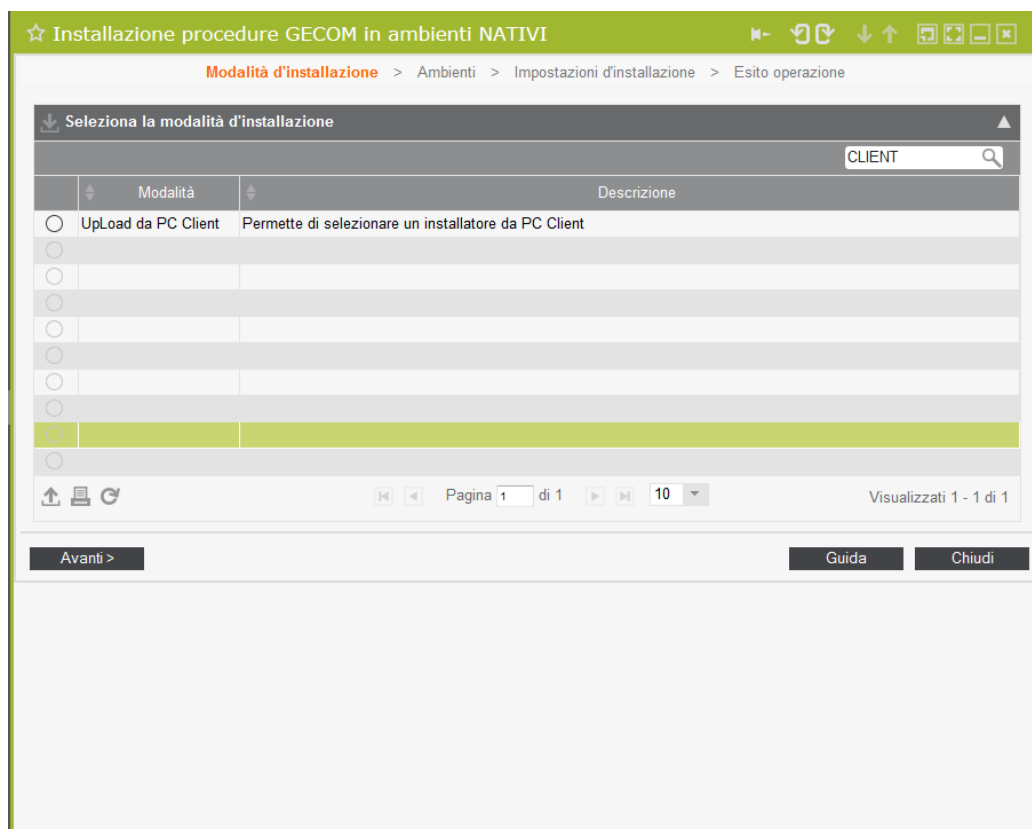 Installazione procedure GECOM in ambienti NATIVI
Modalità d'installazione > Ambienti > Impostazioni d'installazione > Esito operazione
Seleziona la modalità d'installazione
CLIENT
Modalità Descrizione
UpLoad da PC Client Permette di selezionare un installatore da PC Client
Pagina 1 di 1 10 Visualizzati 1 - 1 di 1
Avanti > Guida Chiudi